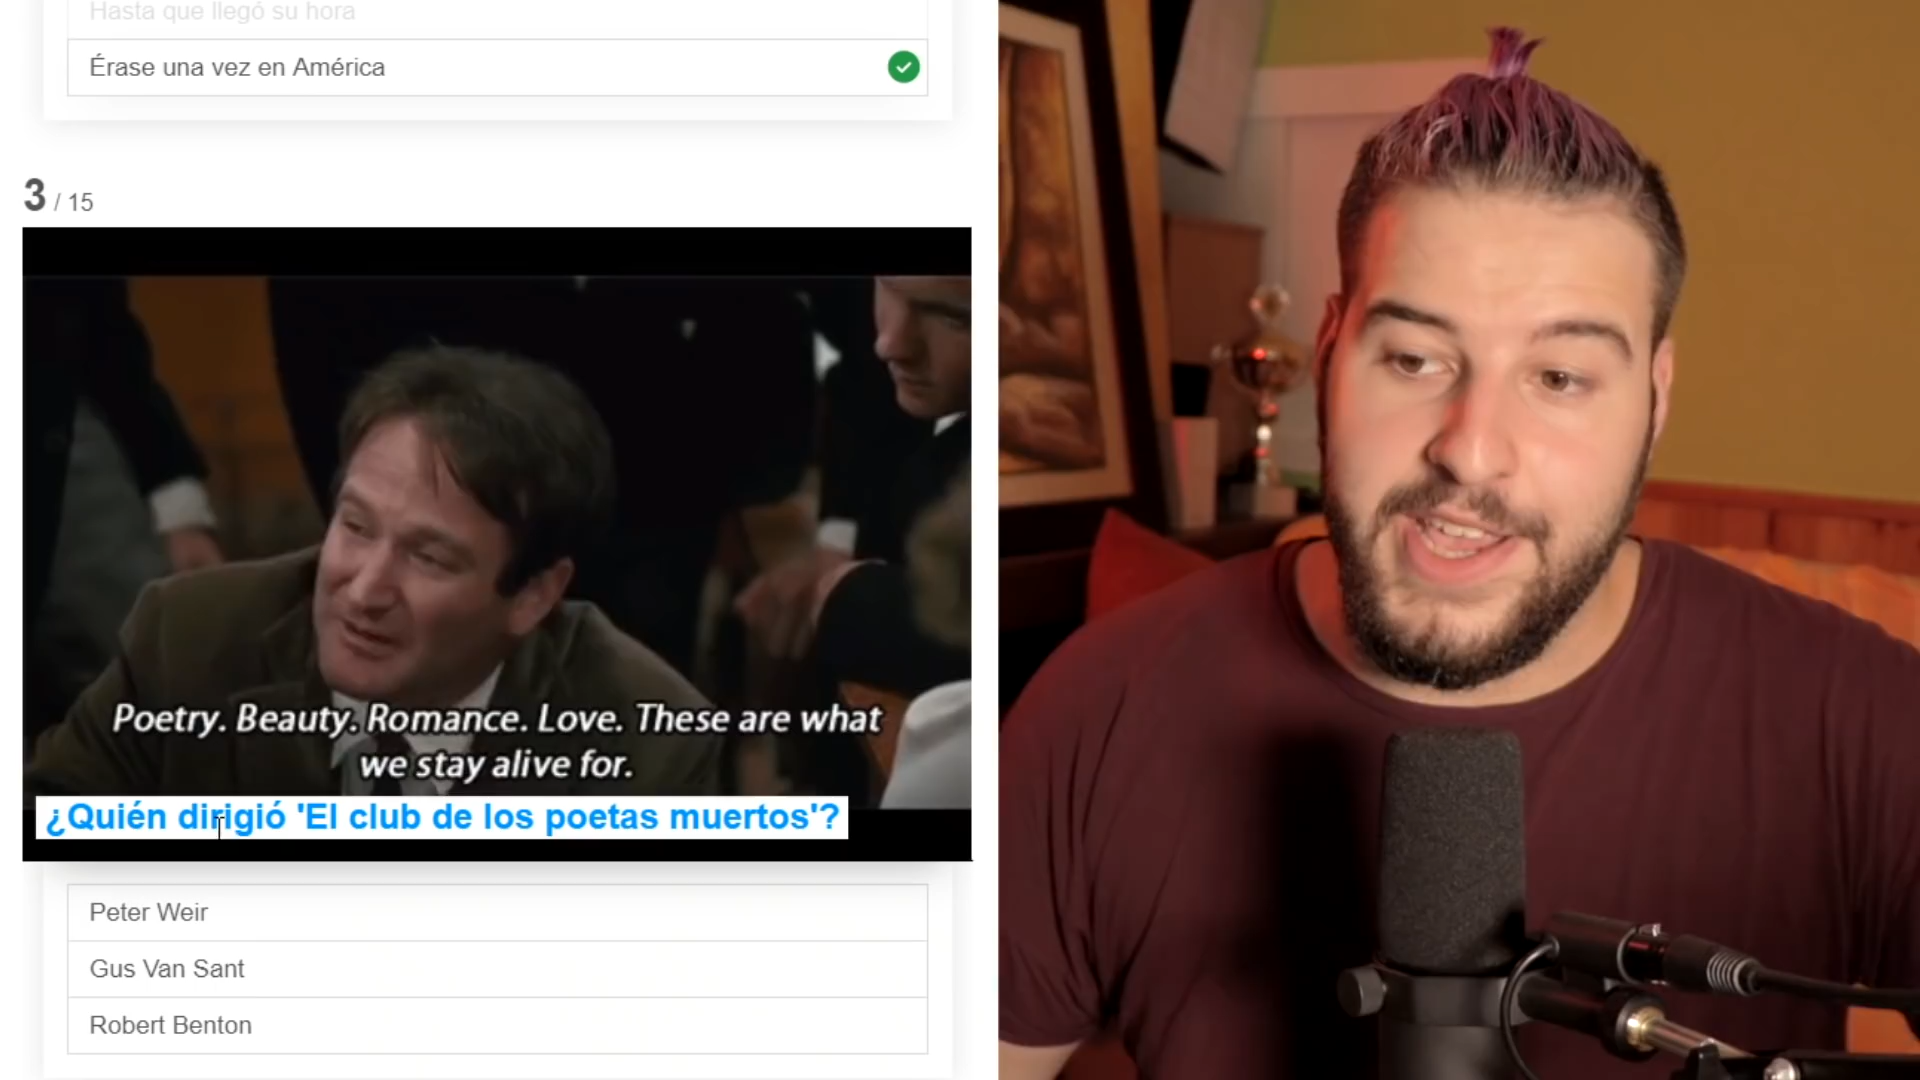 Hasta que llegó su hora
Érase una vez en América
3 / 15
Poetry. Beauty. Romance. Love. These are what
we stay alive for.
¿Quién dirigió 'El club de los poetas muertos'?
Peter Weir
Gus Van Sant
Robert Benton